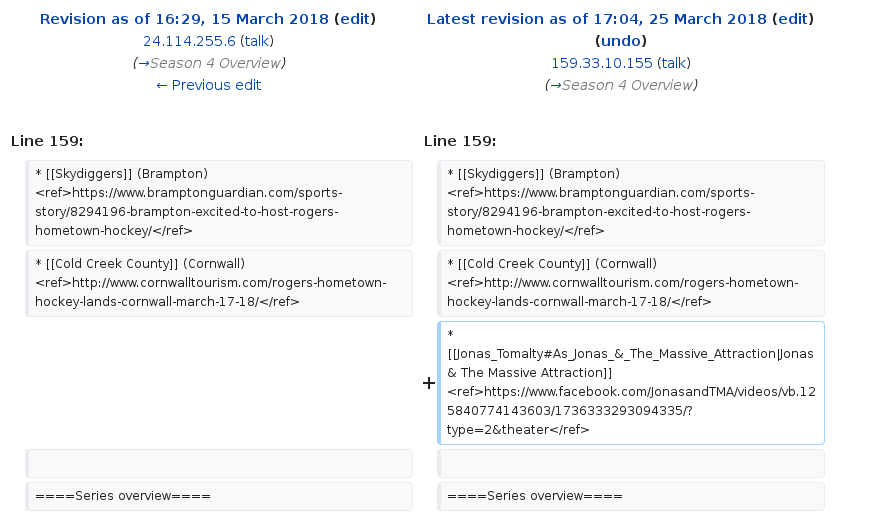 Revision as of 16:29, 15 March 2018 (edit)
24.114.255.6 (talk)
(→Season 4 Overview)
← Previous edit
Latest revision as of 17:04, 25 March 2018 (edit)
(undo)
159.33.10.155 (talk)
(→Season 4 Overview)
Line 159:
Line 159:
* [[Skydiggers]] (Brampton)
<ref>https://www.bramptonguardian.com/sports-
story/8294196-brampton-excited-to-host-rogers-
hometown-hockey/</ref>
* [[Skydiggers]] (Brampton)
<ref>https://www.bramptonguardian.com/sports-
story/8294196-brampton-excited-to-host-rogers-
hometown-hockey/</ref>
* [[Cold Creek County]] (Cornwall)
<ref>http://www.cornwalltourism.com/rogers-hometown-
hockey-lands-cornwall-march-17-18/</ref>
* [[Cold Creek County]] (Cornwall)
<ref>http://www.cornwalltourism.com/rogers-hometown-
hockey-lands-cornwall-march-17-18/</ref>
+
*
[[Jonas_Tomalty#As_Jonas_&_The_Massive_Attraction|Jonas
& The Massive Attraction]]
<ref>https://www.facebook.com/JonasandTMA/videos/vb.12
5840774143603/1736333293094335/?
type=2&theater</ref>
====Series overview====
====Series overview====